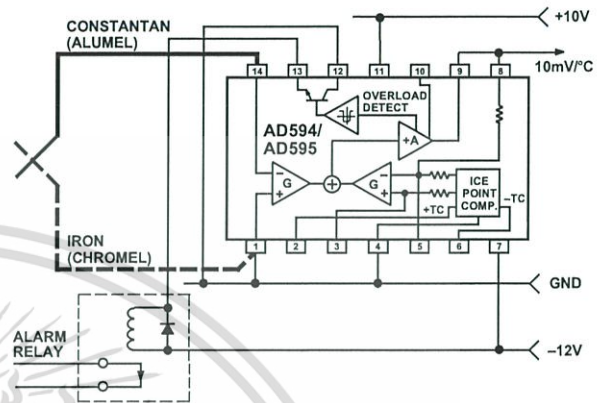 CONSTANTAN
(ALUMEL)
+10V
10mV/°C
14
13
12
11
10
9
8
OVERLOAD
DETECT
AD594/
AD595
+A
–
G
+
–
G
+
ICE
POINT
COMP.
+TC
–TC
IRON
(CHROMEL)
1
2
3
4
5
6
7
GND
ALARM
RELAY
–12V